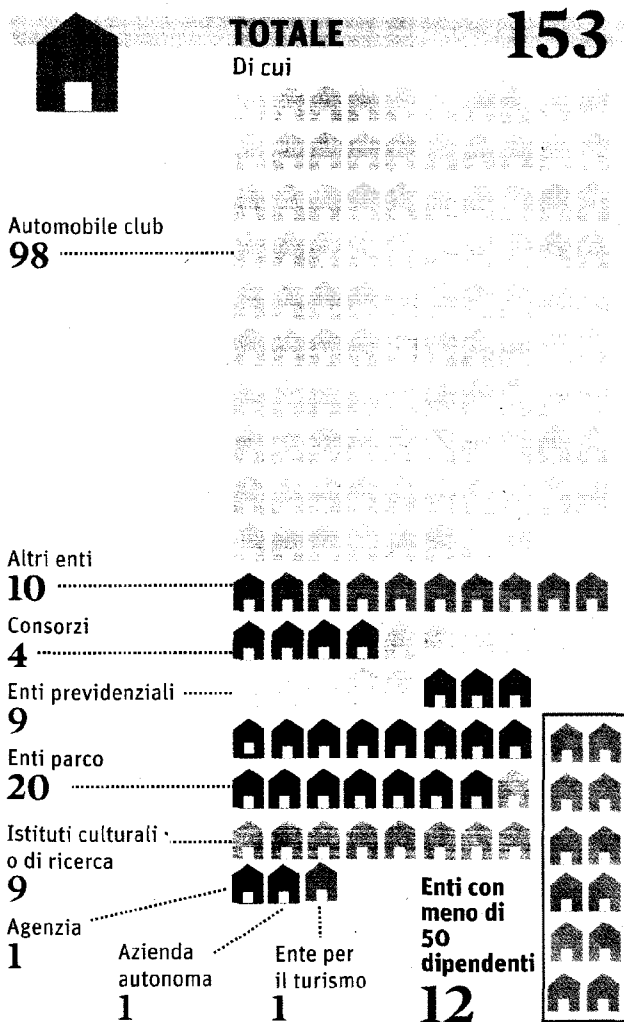 TOTALE
153
Di cui
Automobile club
98
Altri enti
10
Consorzi
4
Enti previdenziali
9
Enti parco
20
Istituti culturali
o di ricerca
9
Agenzia
1
Azienda
autonoma
1
Ente per
il turismo
1
Enti con
meno di
50
dipendenti
12